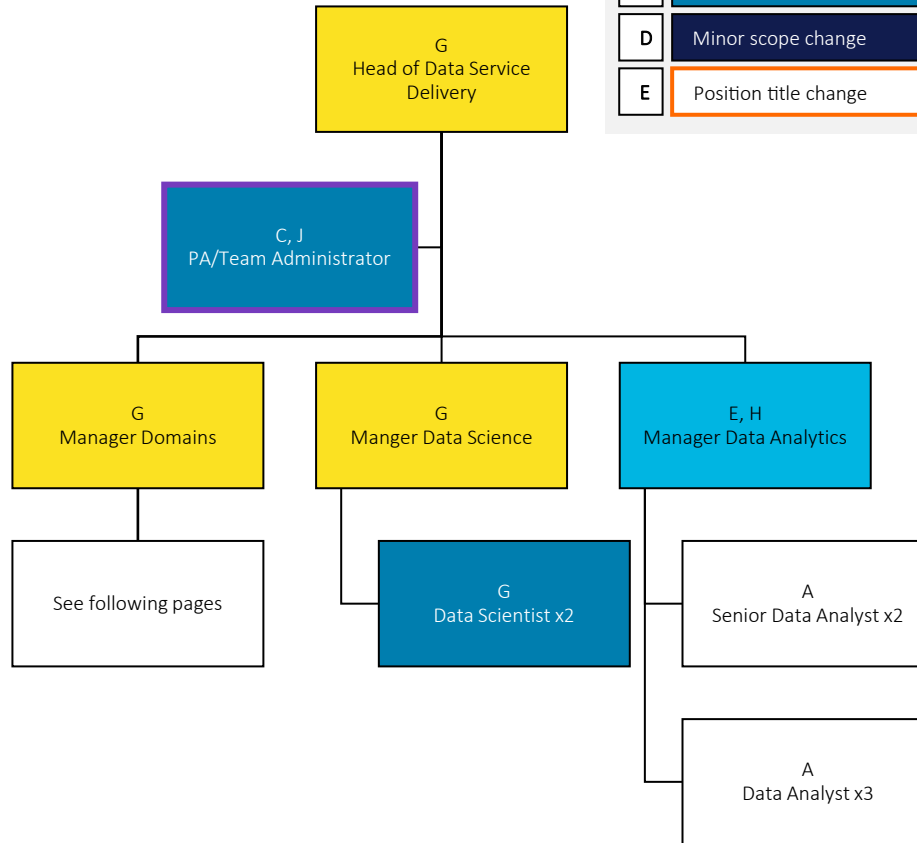 D
Minor scope change
E
Position title change
G
Head of Data Service
Delivery
C, J
PA/Team Administrator
G
Manager Domains
G
Manger Data Science
E, H
Manager Data Analytics
See following pages
G
Data Scientist x2
A
Senior Data Analyst x2
A
Data Analyst x3